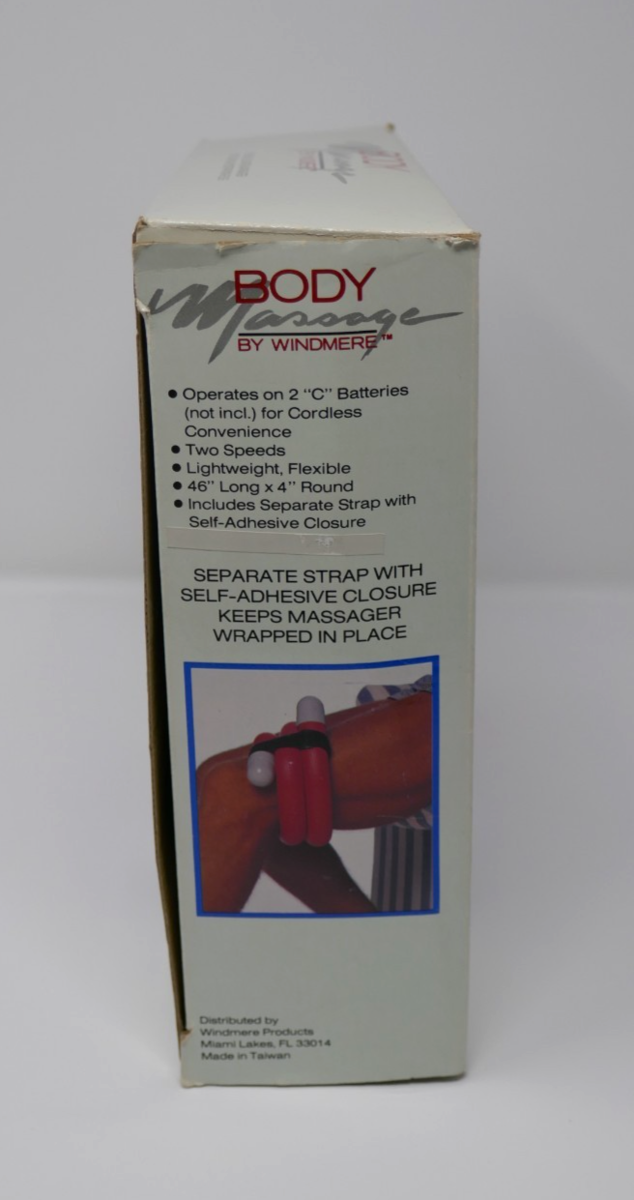 BODY
Massage
BY WINDMERE™
• Operates on 2 "C" Batteries
(not incl.) for Cordless
Convenience
• Two Speeds
• Lightweight, Flexible
• 46" Long x 4" Round
• Includes Separate Strap with
Self-Adhesive Closure
SEPARATE STRAP WITH
SELF-ADHESIVE CLOSURE
KEEPS MASSAGER
WRAPPED IN PLACE
Distributed by
Windmere Products
Miami Lakes, FL 33014
Made in Taiwan